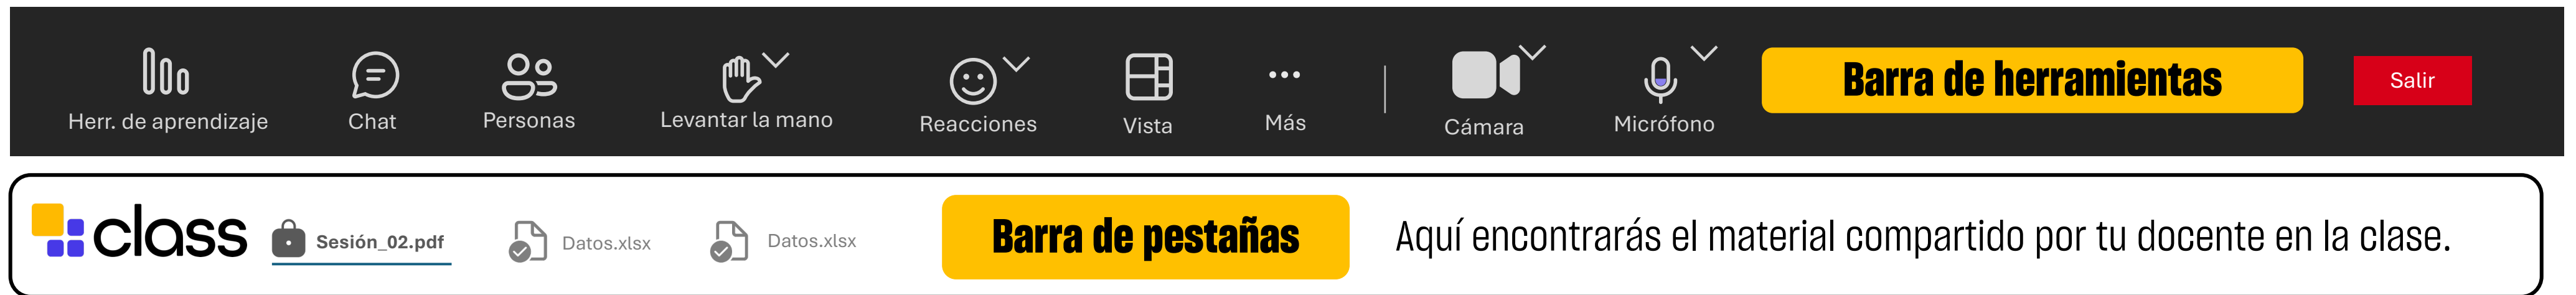 Herr. de aprendizaje
Chat
Personas
Levantar la mano
Reacciones
Vista
Más
Cámara
Micrófono
Barra de herramientas
Salir
class
Sesión_02.pdf
Datos.xlsx
Datos.xlsx
Barra de pestañas
Aquí encontrarás el material compartido por tu docente en la clase.